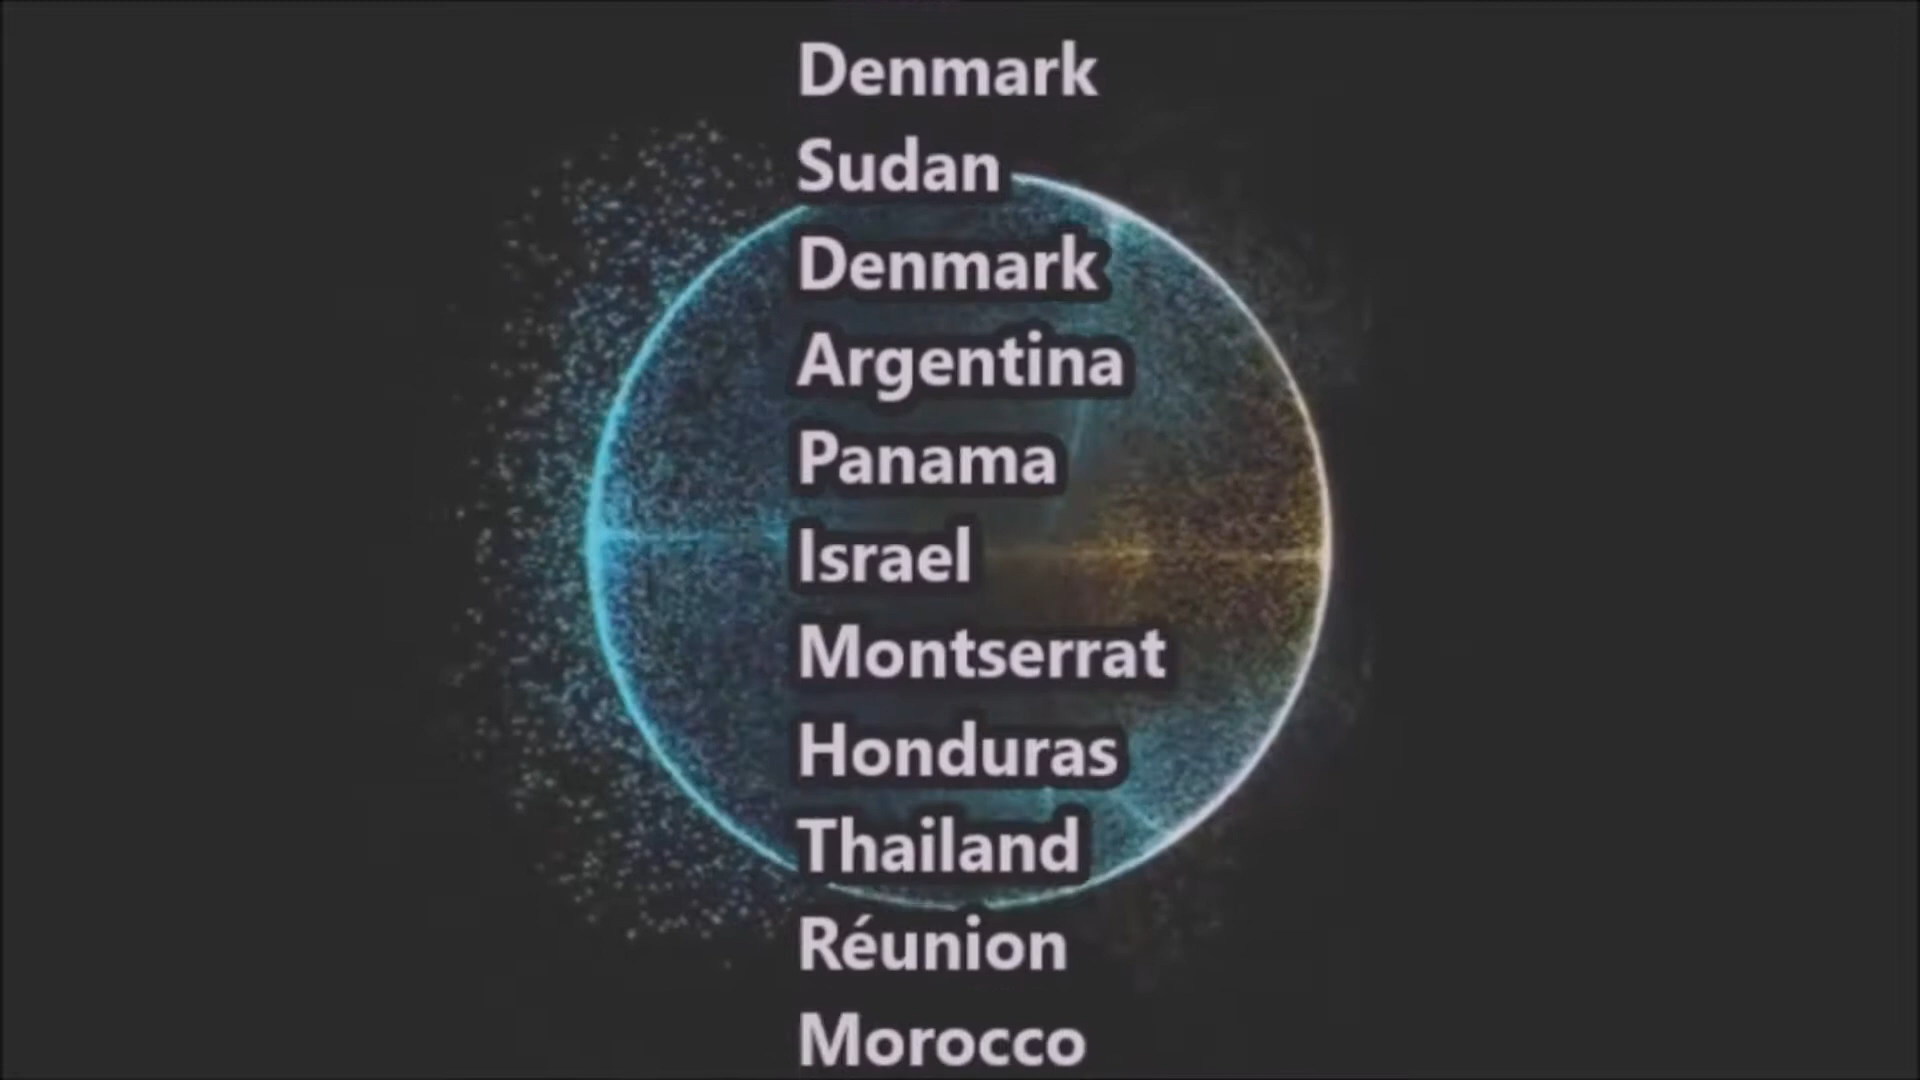 Denmark
Sudan
Denmark
Argentina
Panama
Israel
Montserrat
Honduras
Thailand
Réunion
Morocco